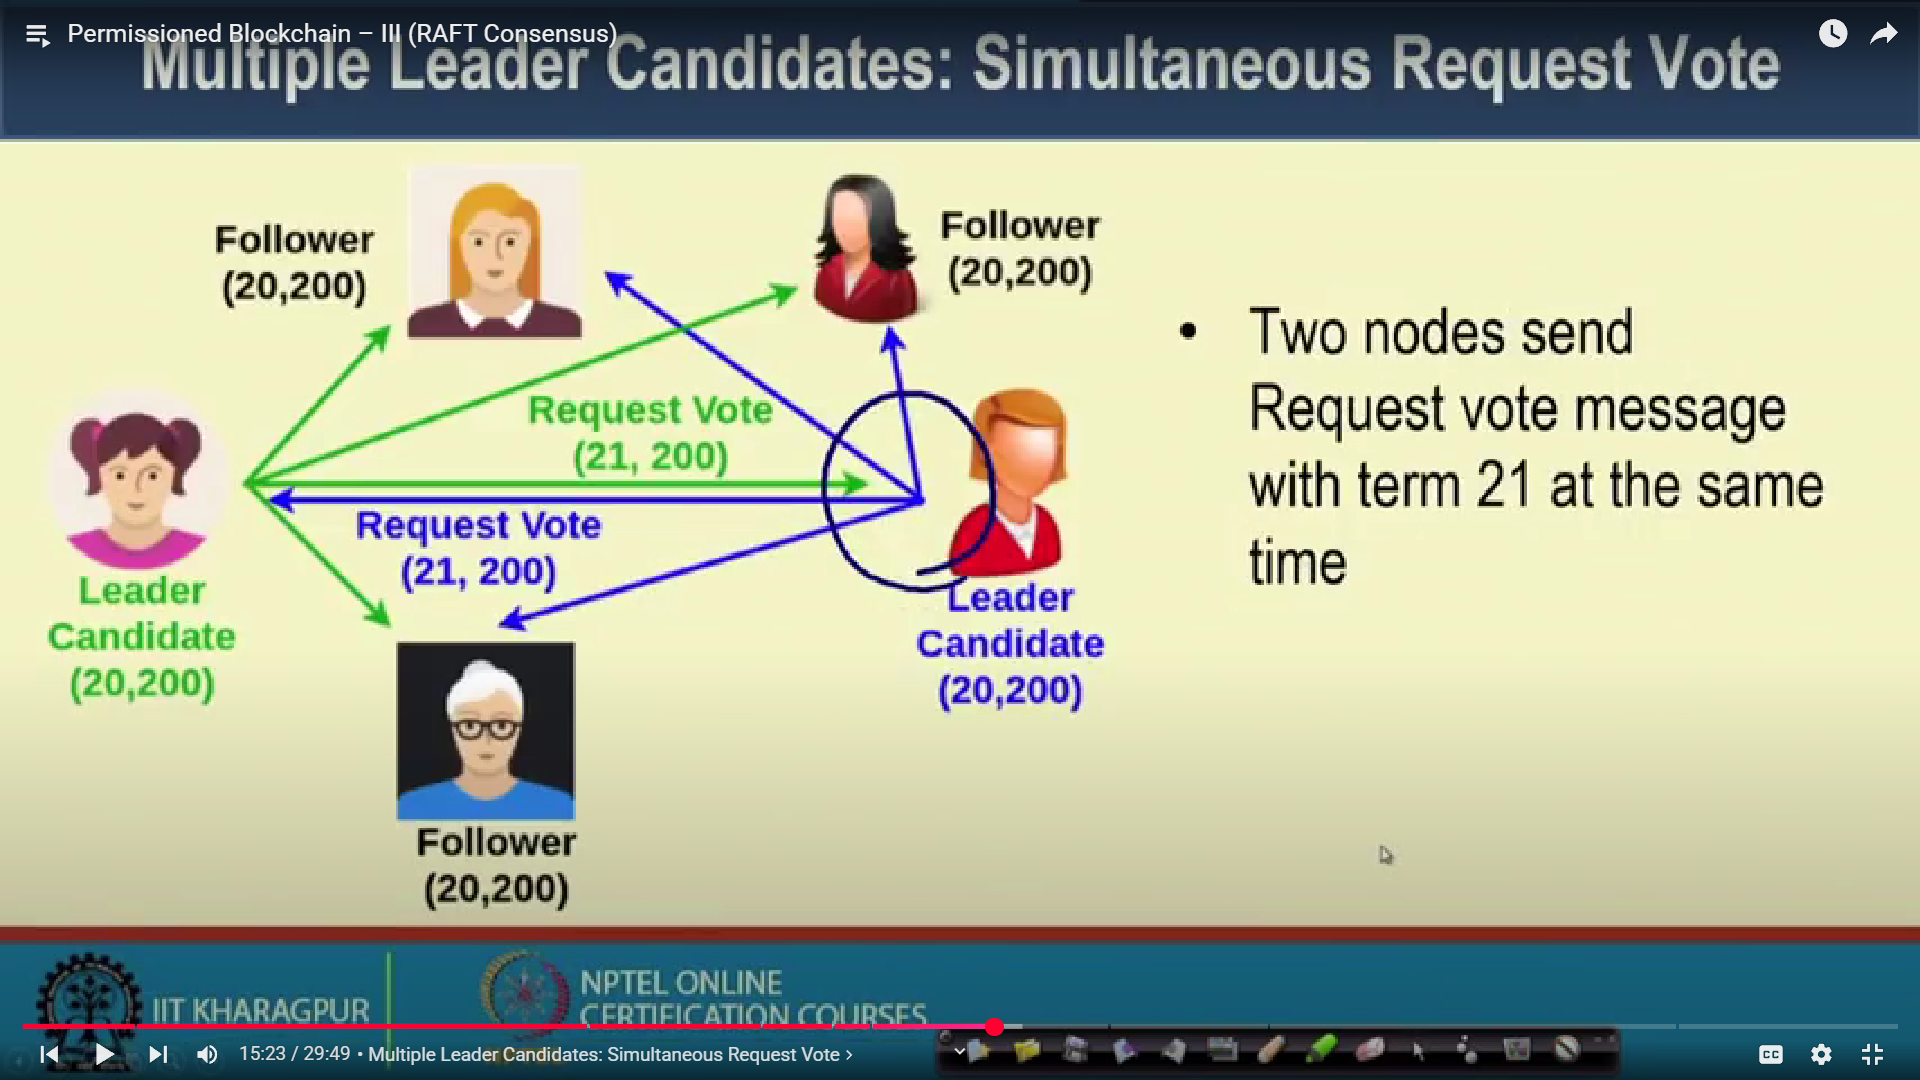 Permissioned Blockchain – III (RAFT Consensus)
Multiple Leader Candidates: Simultaneous Request Vote
Follower
(20,200)
Follower
(20,200)
Request Vote
(21, 200)
Request Vote
(21, 200)
Leader
Candidate
(20,200)
Leader
Candidate
(20,200)
Follower
(20,200)
• Two nodes send
Request vote message
with term 21 at the same
time
IIT KHARAGPUR
NPTEL ONLINE
CERTIFICATION COURSES
15:23 / 29:49 • Multiple Leader Candidates: Simultaneous Request Vote ›
CC